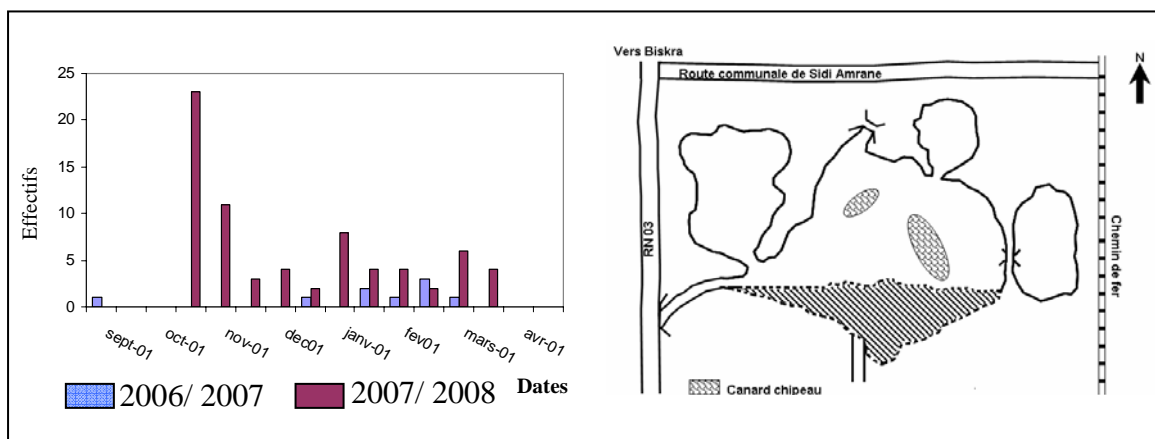 25
20
15
10
5
0
Effectifs
sept-01
oct-01
nov-01
dec01
janv-01
fev01
mars-01
avr-01
Dates
2006/ 2007
2007/ 2008
Vers Biskra
Route communale de Sidi Amrane
N
RN 03
Chemin de fer
Canard chipeau